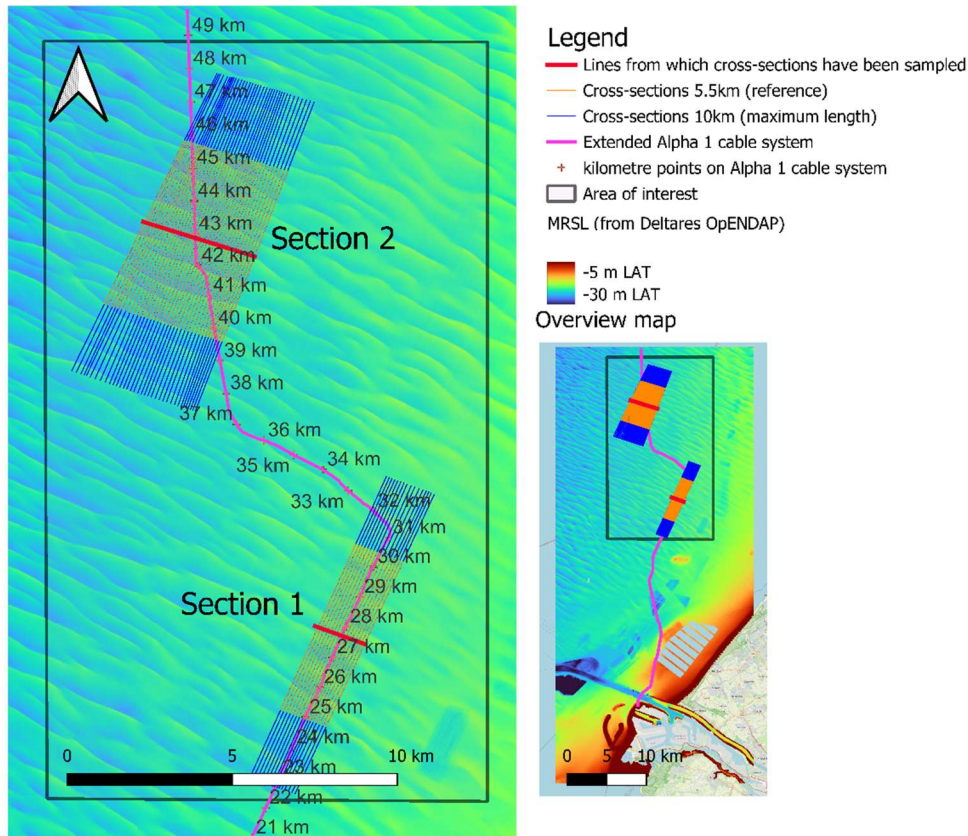 49 km
48 km
47 km
46 km
45 km
44 km
43 km
Section 2
42 km
41 km
40 km
39 km
38 km
37 km
36 km
35 km
34 km
33 km
32 km
31 km
30 km
29 km
Section 1
28 km
27 km
26 km
25 km
24 km
23 km
22 km
21 km
0 5 10 km
Legend
Lines from which cross-sections have been sampled
Cross-sections 5.5km (reference)
Cross-sections 10km (maximum length)
Extended Alpha 1 cable system
kilometre points on Alpha 1 cable system
Area of interest
MRSL (from Deltares OpENDAP)
-5 m LAT
-30 m LAT
Overview map
0 5 10 km